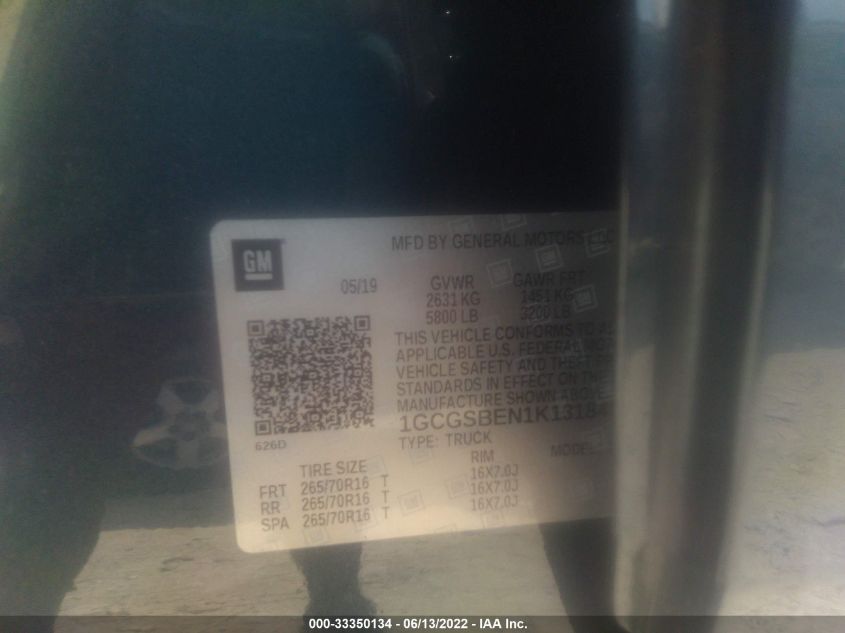 GM
MFD BY GENERAL MOTORS LLC
05/19
GVWR GAWR FRT
2631 KG 1451 KG
5800 LB 3200 LB
THIS VEHICLE CONFORMS TO
APPLICABLE U.S. FEDERAL
VEHICLE SAFETY AND THEFT
STANDARDS IN EFFECT ON
MANUFACTURE SHOWN ABOVE
1GCGSBEN1K13184
626D
TYPE: TRUCK
TIRE SIZE RIM MODEL
FRT 265/70R16 T 16X7.0J
RR 265/70R16 T 16X7.0J
SPA 265/70R16 T 16X7.0J
000-33350134 - 06/13/2022 - IAA Inc.